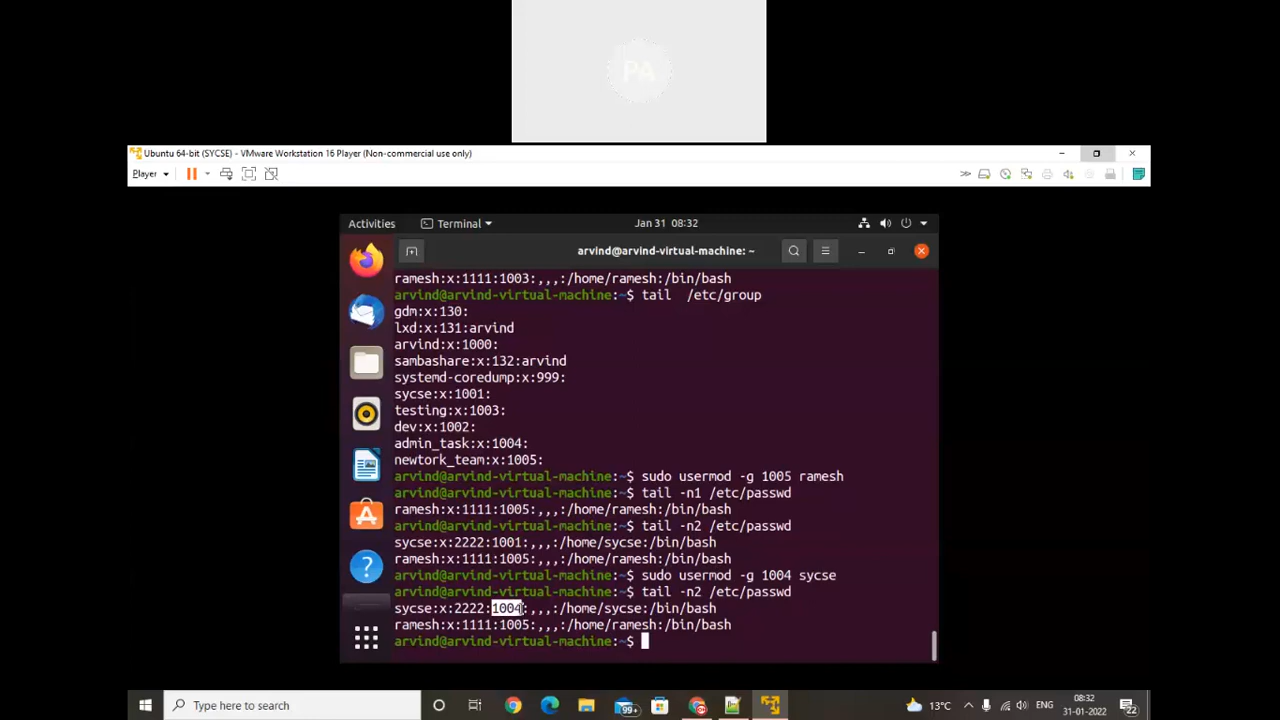 PA
Ubuntu 64-bit (SYCSE) - VMware Workstation 16 Player (Non-commercial use only)
Player
Activities Terminal Jan 31 08:32
arvind@arvind-virtual-machine: ~
ramesh:x:1111:1003:,,,:/home/ramesh:/bin/bash
arvind@arvind-virtual-machine:~$ tail  /etc/group
gdm:x:130:
lxd:x:131:arvind
arvind:x:1000:
sambashare:x:132:arvind
systemd-coredump:x:999:
sycse:x:1001:
testing:x:1003:
dev:x:1002:
admin_task:x:1004:
newtork_team:x:1005:
arvind@arvind-virtual-machine:~$ sudo usermod -g 1005 ramesh
arvind@arvind-virtual-machine:~$ tail -n1 /etc/passwd
ramesh:x:1111:1005:,,,:/home/ramesh:/bin/bash
arvind@arvind-virtual-machine:~$ tail -n2 /etc/passwd
sycse:x:2222:1001:,,,:/home/sycse:/bin/bash
ramesh:x:1111:1005:,,,:/home/ramesh:/bin/bash
arvind@arvind-virtual-machine:~$ sudo usermod -g 1004 sycse
arvind@arvind-virtual-machine:~$ tail -n2 /etc/passwd
sycse:x:2222:1004:,,,:/home/sycse:/bin/bash
ramesh:x:1111:1005:,,,:/home/ramesh:/bin/bash
arvind@arvind-virtual-machine:~$
Type here to search 99+ 13°C ENG 08:32
31-01-2022 22